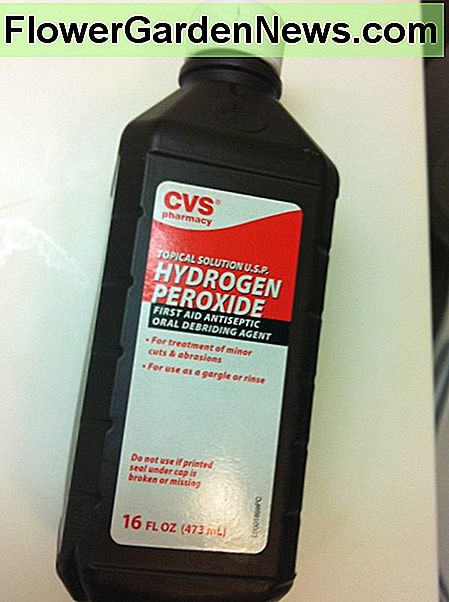 FlowerGardenNews.com
CVS®
pharmacy
TOPICAL SOLUTION U.S.P.
HYDROGEN
PEROXIDE
FIRST AID ANTISEPTIC
ORAL DEBRIDING AGENT
• For treatment of minor
cuts & abrasions
• For use as a gargle or rinse
Do not use if printed
seal under cap is
broken or missing
16 FL OZ (473 mL)